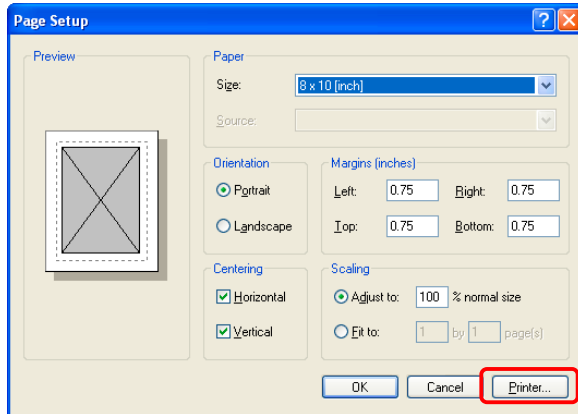 Page Setup
Preview
Paper
Size: 8 x 10 [inch]
Source:
Orientation
Portrait
Landscape
Margins (inches)
Left: 0.75 Right: 0.75
Top: 0.75 Bottom: 0.75
Centering
Horizontal
Vertical
Scaling
Adjust to: 100 % normal size
Fit to: 1 by 1 page(s)
OK Cancel Printer...